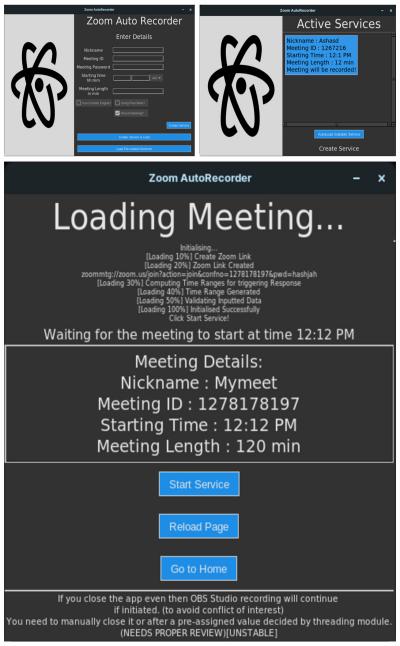 Zoom AutoRecorder
Zoom Auto Recorder
Enter Details
Nickname
Meeting ID
Meeting Password
Starting Time
Meeting Length
in min
Create Service
Zoom AutoRecorder
Active Services
Nickname : Ashasd
Meeting ID : 1267216
Starting Time : 12:1 PM
Meeting Length : 12 min
Meeting will be recorded!
Create Service
Zoom AutoRecorder
Loading Meeting...
Initialising...
[Loading 10%] Create Zoom Link
[Loading 20%] Zoom Link Created
zoommtg://zoom.us/join?action=join&confno=1278178197&pwd=hashjah
[Loading 30%] Computing Time Ranges for triggering Response
[Loading 40%] Time Range Generated
[Loading 50%] Validating Inputted Data
[Loading 100%] Initialised Successfully
Click Start Service!
Waiting for the meeting to start at time 12:12 PM
Meeting Details:
Nickname : Mymeet
Meeting ID : 1278178197
Starting Time : 12:12 PM
Meeting Length : 120 min
Start Service
Reload Page
Go to Home
If you close the app even then OBS Studio recording will continue
if initiated. (to avoid conflict of interest)
You need to manually close it or after a pre-assigned value decided by threading module.
(NEEDS PROPER REVIEW)[UNSTABLE]